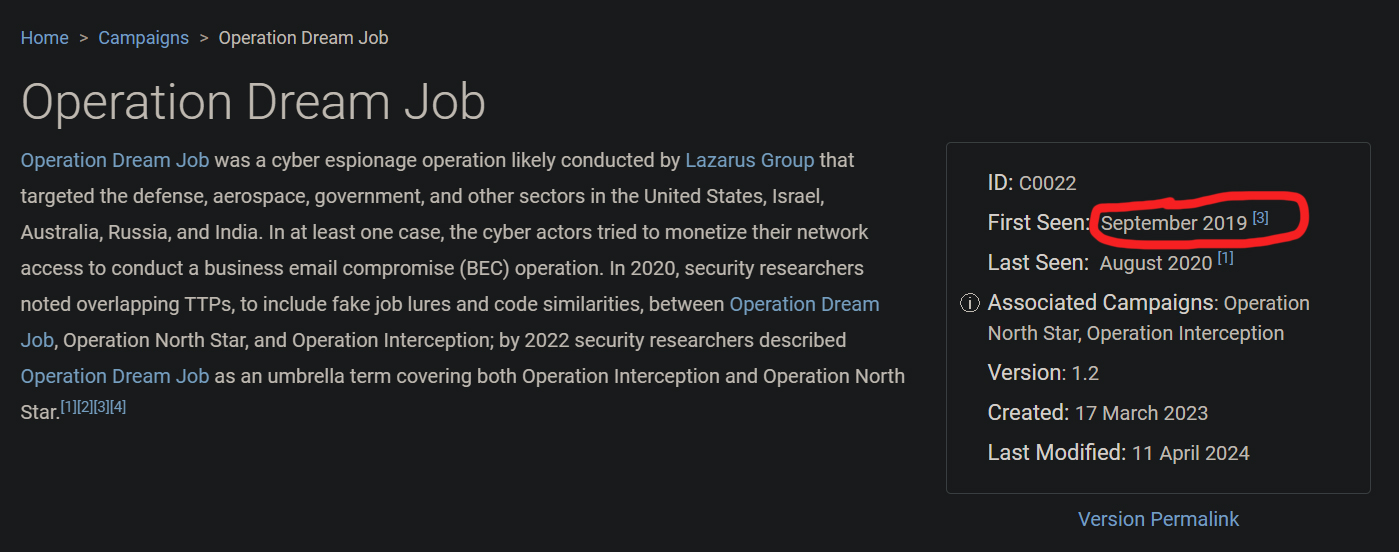 Home > Campaigns > Operation Dream Job
Operation Dream Job
Operation Dream Job was a cyber espionage operation likely conducted by Lazarus Group that
targeted the defense, aerospace, government, and other sectors in the United States, Israel,
Australia, Russia, and India. In at least one case, the cyber actors tried to monetize their network
access to conduct a business email compromise (BEC) operation. In 2020, security researchers
noted overlapping TTPs, to include fake job lures and code similarities, between Operation Dream
Job, Operation North Star, and Operation Interception; by 2022 security researchers described
Operation Dream Job as an umbrella term covering both Operation Interception and Operation North
Star.[1][2][3][4]
ID: C0022
First Seen: September 2019 [3]
Last Seen: August 2020 [1]
Associated Campaigns: Operation
North Star, Operation Interception
Version: 1.2
Created: 17 March 2023
Last Modified: 11 April 2024
Version Permalink